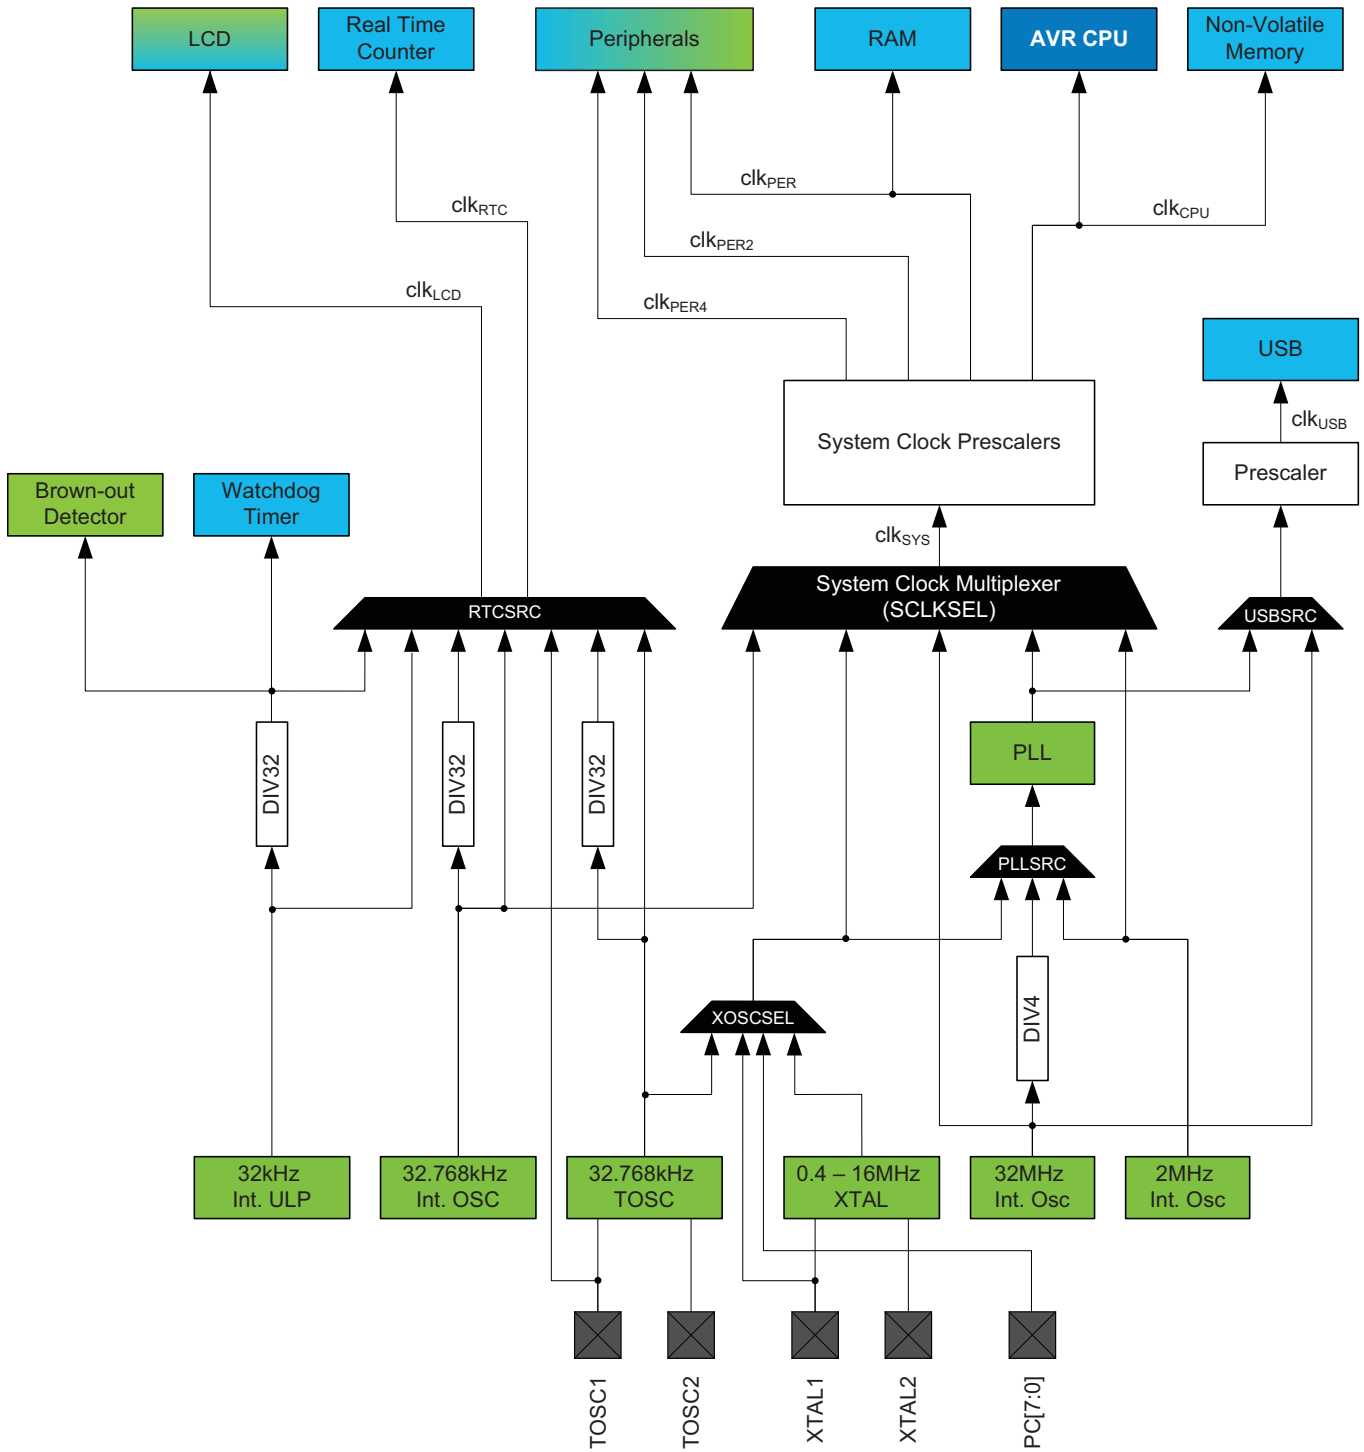 LCD
Real Time
Counter
Peripherals
RAM
AVR CPU
Non-Volatile
Memory
clkPER
clkRTC
clkCPU
clkPER2
clkLCD
clkPER4
USB
clkUSB
System Clock Prescalers
Prescaler
Brown-out
Detector
Watchdog
Timer
clkSYS
RTCSRC
System Clock Multiplexer
(SCLKSEL)
USBSRC
DIV32
DIV32
DIV32
PLL
PLLSRC
DIV4
XOSCSEL
32kHz
Int. ULP
32.768kHz
Int. OSC
32.768kHz
TOSC
0.4 – 16MHz
XTAL
32MHz
Int. Osc
2MHz
Int. Osc
TOSC1
TOSC2
XTAL1
XTAL2
PC[7:0]